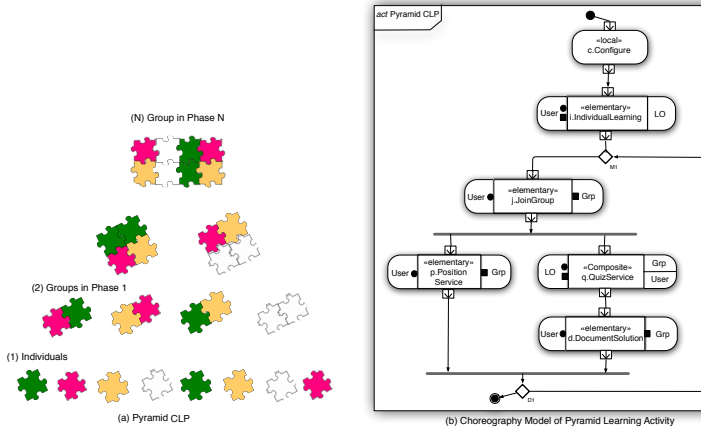 (N) Group in Phase N
(2) Groups in Phase 1
(1) Individuals
(a) Pyramid CLP
act Pyramid CLP
«local»
c.Configure
User
«elementary»
i.IndividualLearning
LO
M1
User
«elementary»
j.JoinGroup
Grp
User
«elementary»
p.Position
Service
Grp
LO
«Composite»
q.QuizService
Grp
User
User
«elementary»
d.DocumentSolution
Grp
D1
(b) Choreography Model of Pyramid Learning Activity